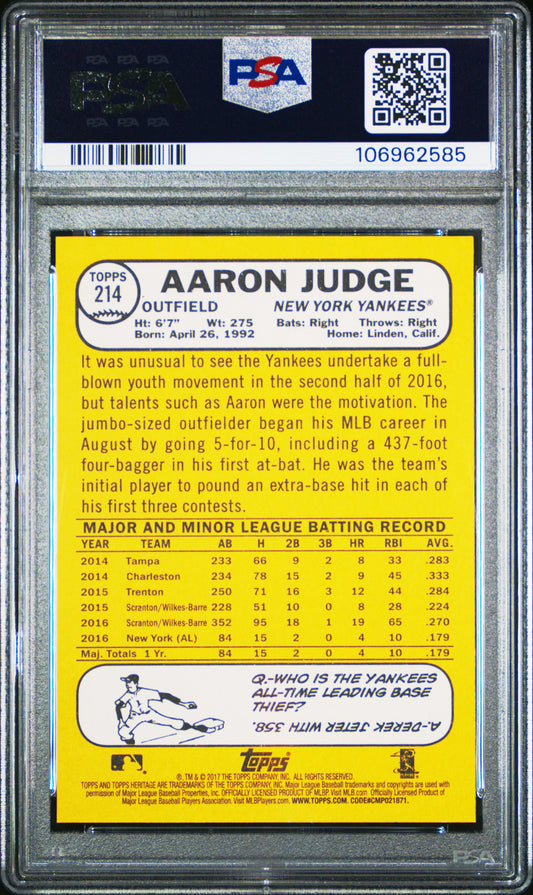 PSA PSA PSA
PSA
PSA PSA PSA
PSA
106962585
TOPPS
214
AARON JUDGE
OUTFIELD NEW YORK YANKEES®
Ht: 6'7" Wt: 275 Bats: Right Throws: Right
Born: April 26, 1992 Home: Linden, Calif.
It was unusual to see the Yankees undertake a full-
blown youth movement in the second half of 2016,
but talents such as Aaron were the motivation. The
jumbo-sized outfielder began his MLB career in
August by going 5-for-10, including a 437-foot
four-bagger in his first at-bat. He was the team's
initial player to pound an extra-base hit in each of
his first three contests.
MAJOR AND MINOR LEAGUE BATTING RECORD
YEAR TEAM AB H 2B 3B HR RBI AVG.
2014 Tampa 233 66 9 2 8 33 .283
2014 Charleston 234 78 15 2 9 45 .333
2015 Trenton 250 71 16 3 12 44 .284
2015 Scranton/Wilkes-Barre 228 51 10 0 8 28 .224
2016 Scranton/Wilkes-Barre 352 95 18 1 19 65 .270
2016 New York (AL) 84 15 2 0 4 10 .179
Maj. Totals 1 Yr. 84 15 2 0 4 10 .179
Q.-WHO IS THE YANKEES
ALL-TIME LEADING BASE
THIEF?
A.-DEREK JETER WITH 358.
Topps
®, TM & © 2017 THE TOPPS COMPANY, INC. ALL RIGHTS RESERVED.
TOPPS AND TOPPS HERITAGE ARE TRADEMARKS OF THE TOPPS COMPANY, INC. Major League Baseball trademarks and copyrights are used with
permission of Major League Baseball Properties, Inc. OFFICIALLY LICENSED PRODUCT OF MLBP. Visit MLB.com Officially Licensed Product of
Major League Baseball Players Association. Visit MLBPlayers.com. WWW.TOPPS.COM. CODE#CMP021871.
PSA